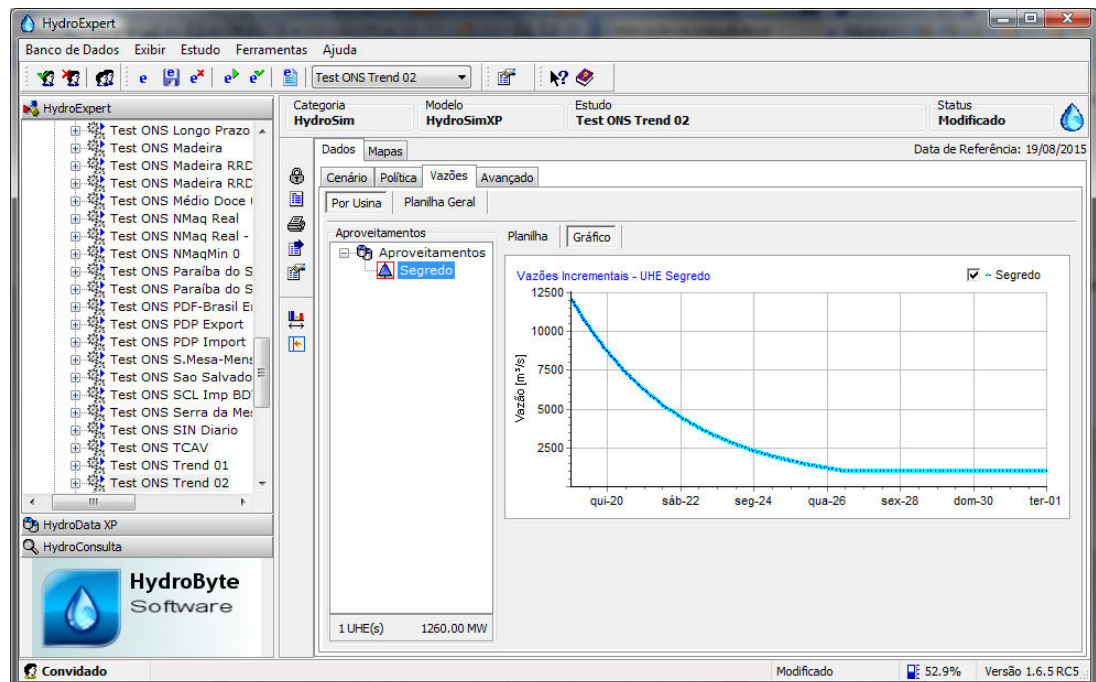 HydroExpert
Banco de Dados Exibir Estudo Ferramentas Ajuda
Test ONS Trend 02
HydroExpert
Test ONS Longo Prazo
Test ONS Madeira
Test ONS Madeira RRD
Test ONS Madeira RRD
Test ONS Médio Doce
Test ONS NMaq Real
Test ONS NMaq Real -
Test ONS NMaqMin 0
Test ONS Paraíba do S
Test ONS Paraíba do S
Test ONS PDF-Brasil
Test ONS PDP Export
Test ONS PDP Import
Test ONS S.Mesa-Mens
Test ONS Sao Salvado
Test ONS SCL Imp
Test ONS Serra da
Test ONS SIN Diario
Test ONS TCAV
Test ONS Trend 01
Test ONS Trend 02
HydroData XP
HydroConsulta
HydroByte
Software
Categoria Modelo Estudo Status
HydroSim HydroSimXP Test ONS Trend 02 Modificado
Dados Mapas Data de Referência: 19/08/2015
Cenário Política Vazões Avançado
Por Usina Planilha Geral
Aproveitamentos
Aproveitamentos
Segredo
1 UHE(s) 1260.00 MW
Planilha Gráfico
Vazões Incrementais - UHE Segredo
Segredo
Vazão [m³/s]
12500
10000
7500
5000
2500
qui-20 sáb-22 seg-24 qua-26 sex-28 dom-30 ter-01
Convidado Modificado 52.9% Versão 1.6.5 RC5